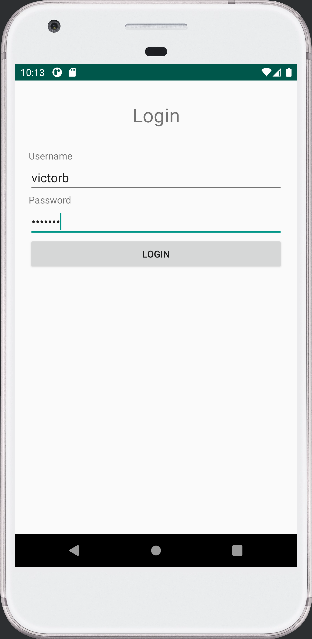 10:13
Login
Username
victorb
Password
•••••••
LOGIN